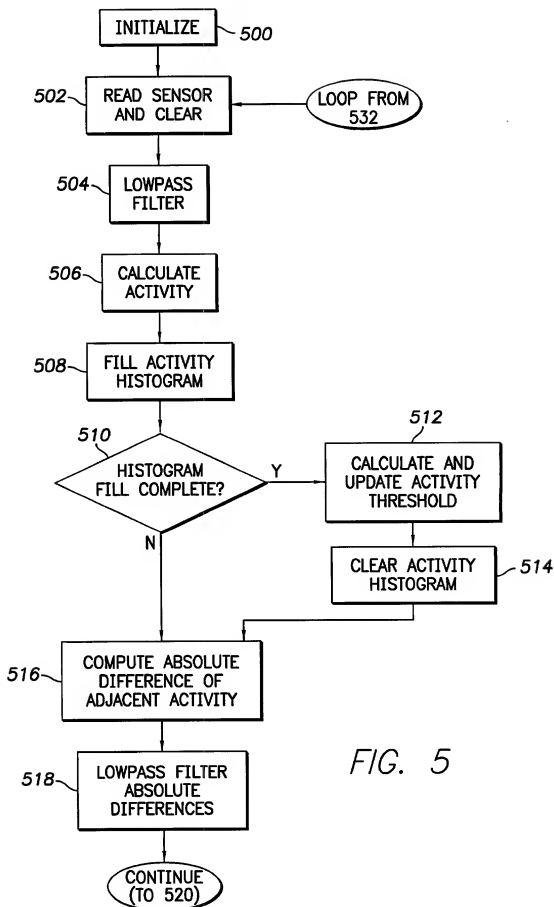 INITIALIZE
500
502
READ SENSOR
AND CLEAR
LOOP FROM
532
504
LOWPASS
FILTER
506
CALCULATE
ACTIVITY
508
FILL ACTIVITY
HISTOGRAM
510
HISTOGRAM
FILL COMPLETE?
Y
N
512
CALCULATE AND
UPDATE ACTIVITY
THRESHOLD
CLEAR ACTIVITY
HISTOGRAM
514
516
COMPUTE ABSOLUTE
DIFFERENCE OF
ADJACENT ACTIVITY
518
LOWPASS FILTER
ABSOLUTE
DIFFERENCES
FIG. 5
CONTINUE
(TO 520)